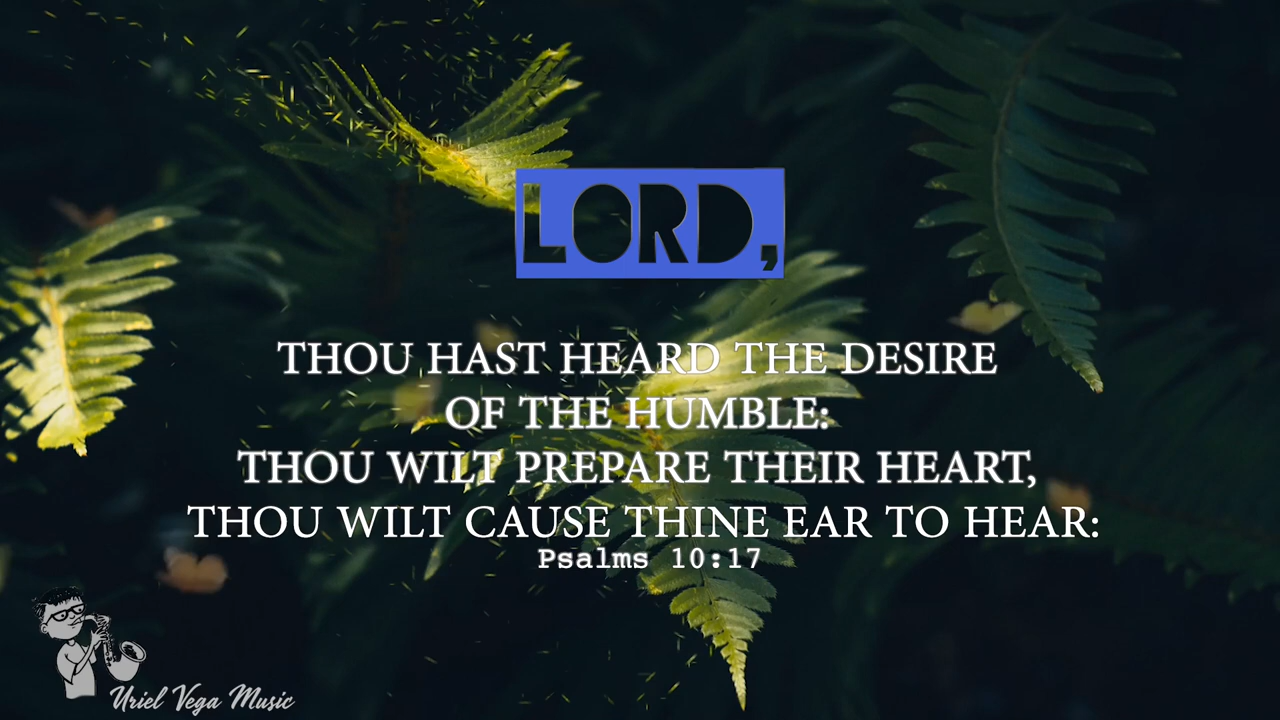 LORD,
THOU HAST HEARD THE DESIRE
OF THE HUMBLE:
THOU WILT PREPARE THEIR HEART,
THOU WILT CAUSE THINE EAR TO HEAR:
Psalms 10:17
Uriel Vega Music